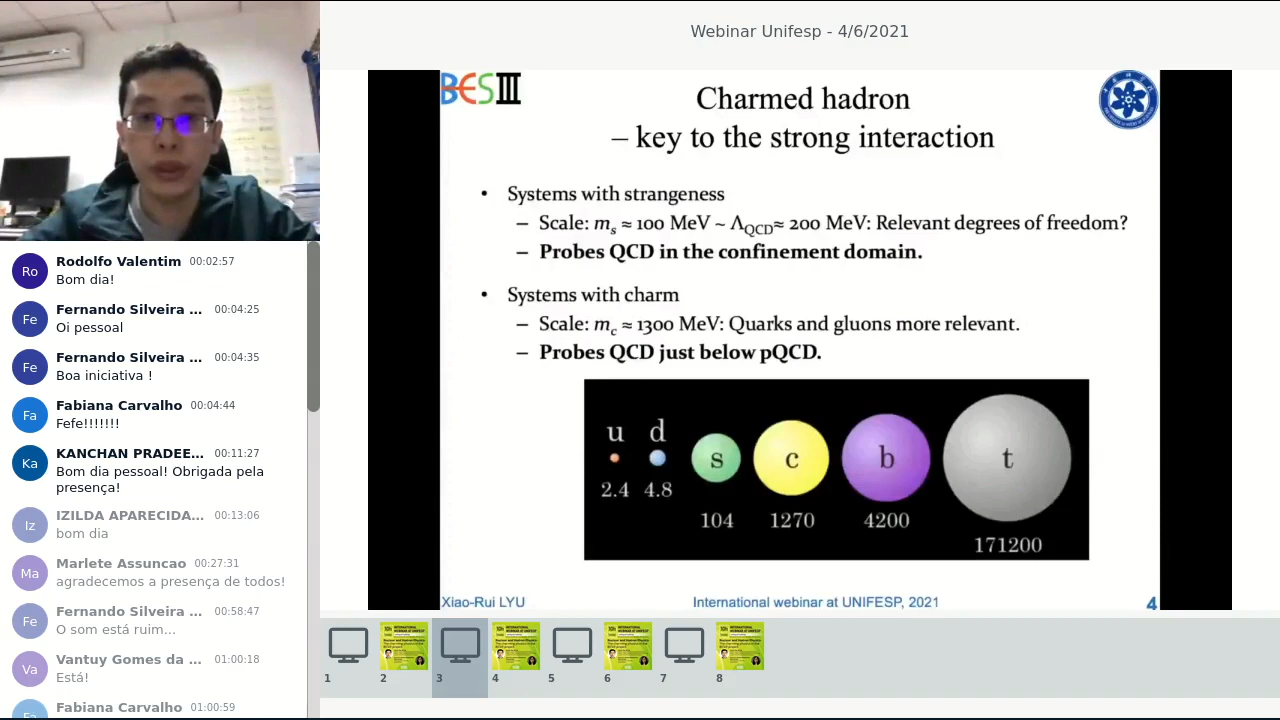 Webinar Unifesp - 4/6/2021
BESIII
Charmed hadron
– key to the strong interaction
• Systems with strangeness
– Scale: mₛ ≈ 100 MeV ~ Λ_QCD ≈ 200 MeV: Relevant degrees of freedom?
– Probes QCD in the confinement domain.
• Systems with charm
– Scale: m_c ≈ 1300 MeV: Quarks and gluons more relevant.
– Probes QCD just below pQCD.
u d s c b t
2.4 4.8
104 1270 4200
171200
Xiao-Rui LYU International webinar at UNIFESP, 2021 4
Ro Rodolfo Valentim 00:02:57
Bom dia!
Fe Fernando Silveira ... 00:04:25
Oi pessoal
Fe Fernando Silveira ... 00:04:35
Boa iniciativa !
Fa Fabiana Carvalho 00:04:44
Fefe!!!!!!!
Ka KANCHAN PRADEE... 00:11:27
Bom dia pessoal! Obrigada pela
presença!
Iz IZILDA APARECIDA... 00:13:06
bom dia
Ma Marlete Assuncao 00:27:31
agradecemos a presença de todos!
Fe Fernando Silveira ... 00:58:47
O som está ruim...
Va Vantuy Gomes da ... 01:00:18
Está!
Fa Fabiana Carvalho 01:00:59
1 2 3 4 5 6 7 8